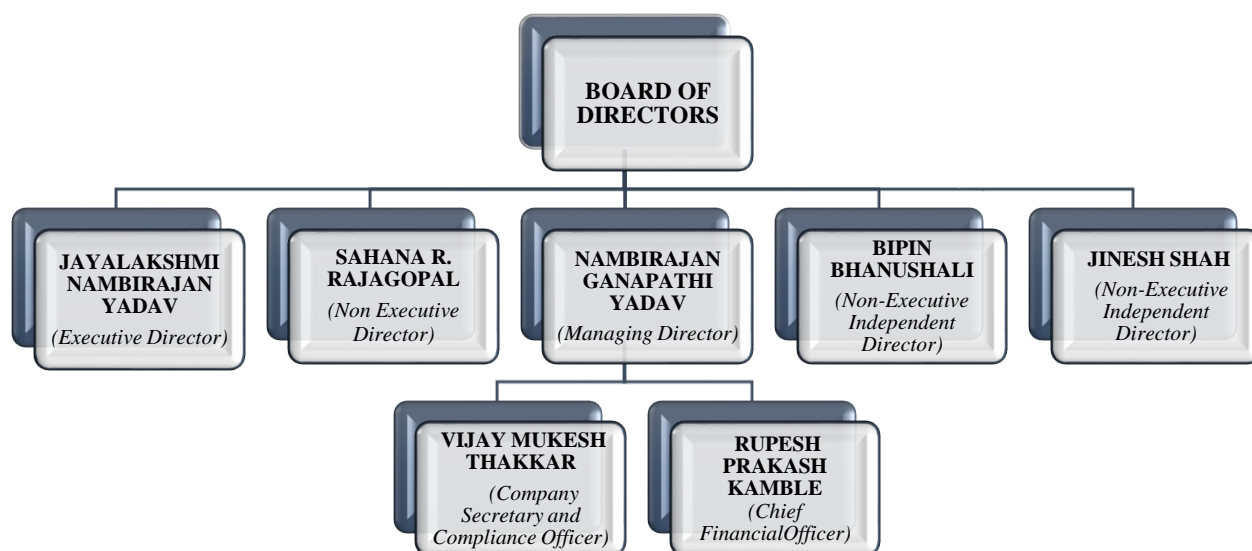 BOARD OF
DIRECTORS
JAYALAKSHMI
NAMBIRAJAN
YADAV
(Executive Director)
SAHANA R.
RAJAGOPAL
(Non Executive
Director)
NAMBIRAJAN
GANAPATHI
YADAV
(Managing Director)
BIPIN
BHANUSHALI
(Non-Executive
Independent
Director)
JINESH SHAH
(Non-Executive
Independent
Director)
VIJAY MUKESH
THAKKAR
(Company
Secretary and
Compliance Officer)
RUPESH
PRAKASH
KAMBLE
(Chief
FinancialOfficer)